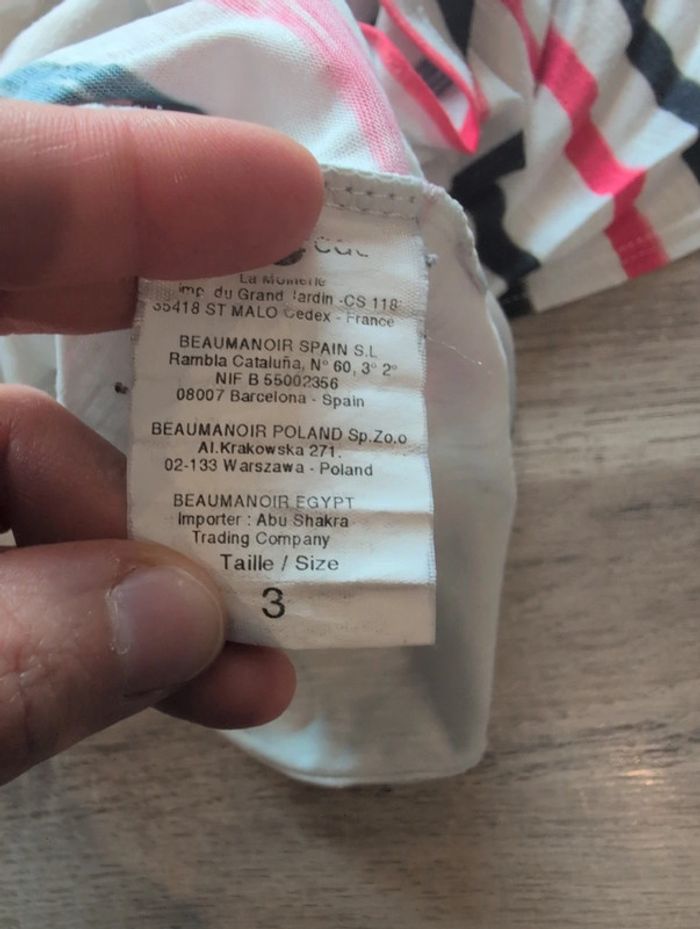 La
imp du Grand Jardin -CS 118
35418 ST MALO Cedex - France
BEAUMANOIR SPAIN S.L
Rambla Cataluña, N° 60, 3° 2°
NIF B 55002356
08007 Barcelona - Spain
BEAUMANOIR POLAND Sp.Zo.o
Al.Krakowska 271.
02-133 Warszawa - Poland
BEAUMANOIR EGYPT
Importer : Abu Shakra
Trading Company
Taille / Size
3